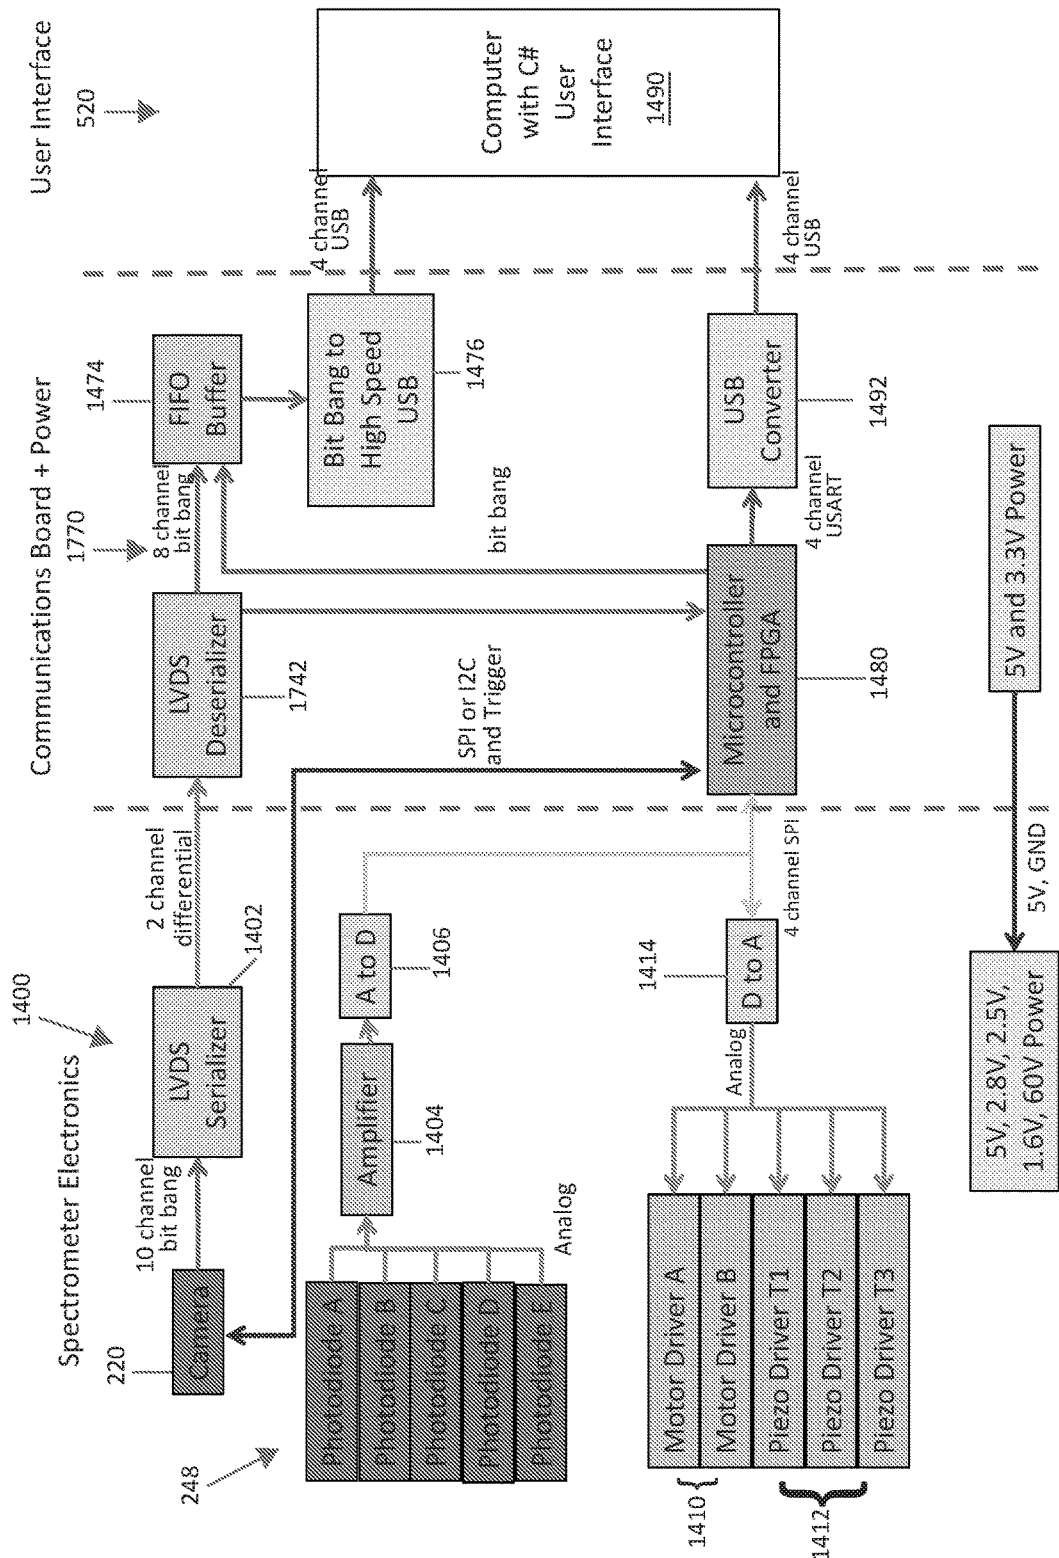 Spectrometer Electronics
1400
Communications Board + Power
1770
User Interface
520
220
Camera
10 channel
bit bang
LVDS
Serializer
1402
2 channel
differential
LVDS
Deserializer
1742
8 channel
bit bang
FIFO
Buffer
1474
Bit Bang to
High Speed
USB
1476
4 channel
USB
Computer
with C#
User
Interface
1490
SPI or I2C
and Trigger
bit bang
248
Photodiode A
Photodiode B
Photodiode C
Photodiode D
Photodiode E
Analog
Amplifier
1404
A to D
1406
Microcontroller
and FPGA
1480
4 channel
USART
USB
Converter
1492
4 channel
USB
4 channel SPI
1414
D to A
Analog
Motor Driver A
Motor Driver B
Piezo Driver T1
Piezo Driver T2
Piezo Driver T3
1410
1412
5V, 2.8V, 2.5V,
1.6V, 60V Power
5V, GND
5V and 3.3V Power